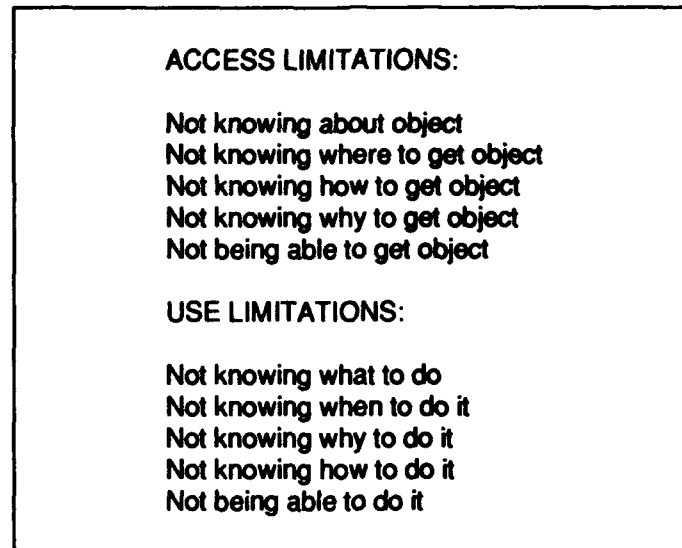 ACCESS LIMITATIONS:
Not knowing about object
Not knowing where to get object
Not knowing how to get object
Not knowing why to get object
Not being able to get object
USE LIMITATIONS:
Not knowing what to do
Not knowing when to do it
Not knowing why to do it
Not knowing how to do it
Not being able to do it